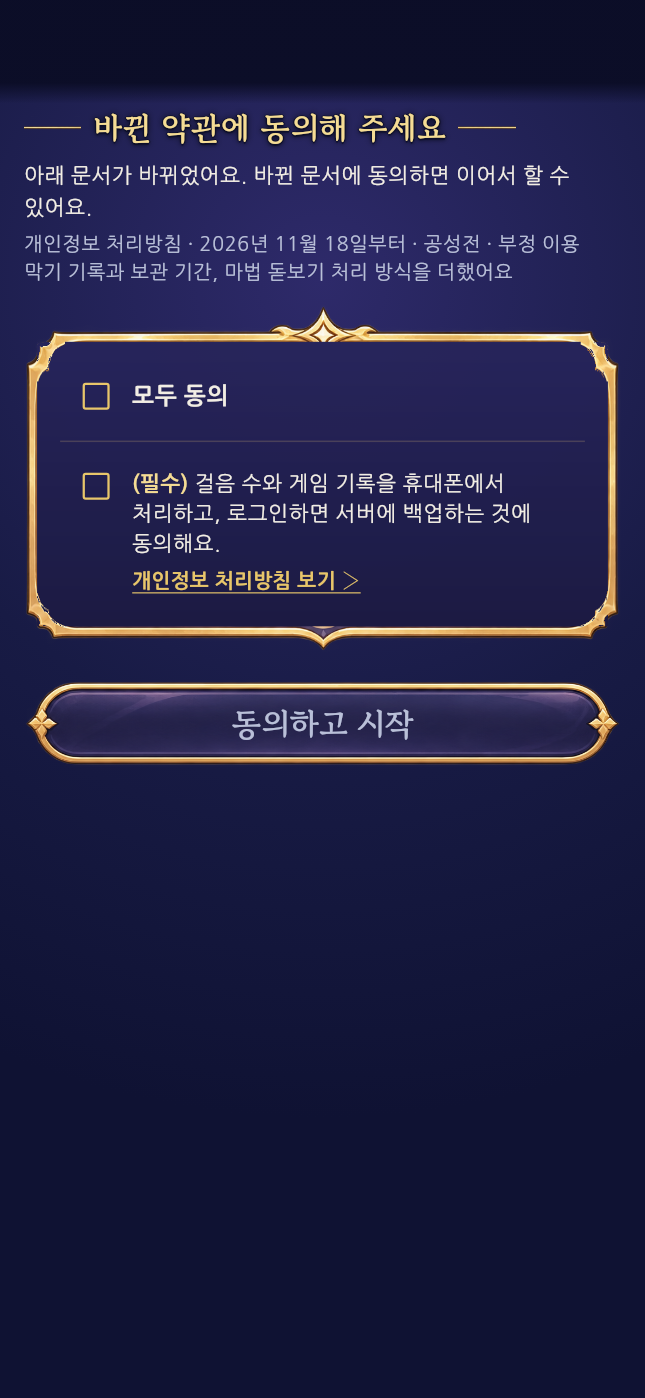 바뀐 약관에 동의해 주세요
아래 문서가 바뀌었어요. 바뀐 문서에 동의하면 이어서 할 수
있어요.
개인정보 처리방침 · 2026년 11월 18일부터 · 공성전 · 부정 이용
막기 기록과 보관 기간, 마법 돋보기 처리 방식을 더했어요
모두 동의
(필수) 걸음 수와 게임 기록을 휴대폰에서
처리하고, 로그인하면 서버에 백업하는 것에
동의해요.
개인정보 처리방침 보기 >
동의하고 시작